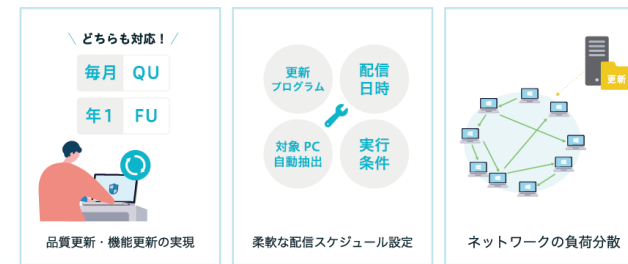 どちらも対応!
毎月 QU
年1 FU
品質更新・機能更新の実現
更新
プログラム
配信
日時
対象 PC
自動抽出
実行
条件
柔軟な配信スケジュール設定
更新
ネットワークの負荷分散